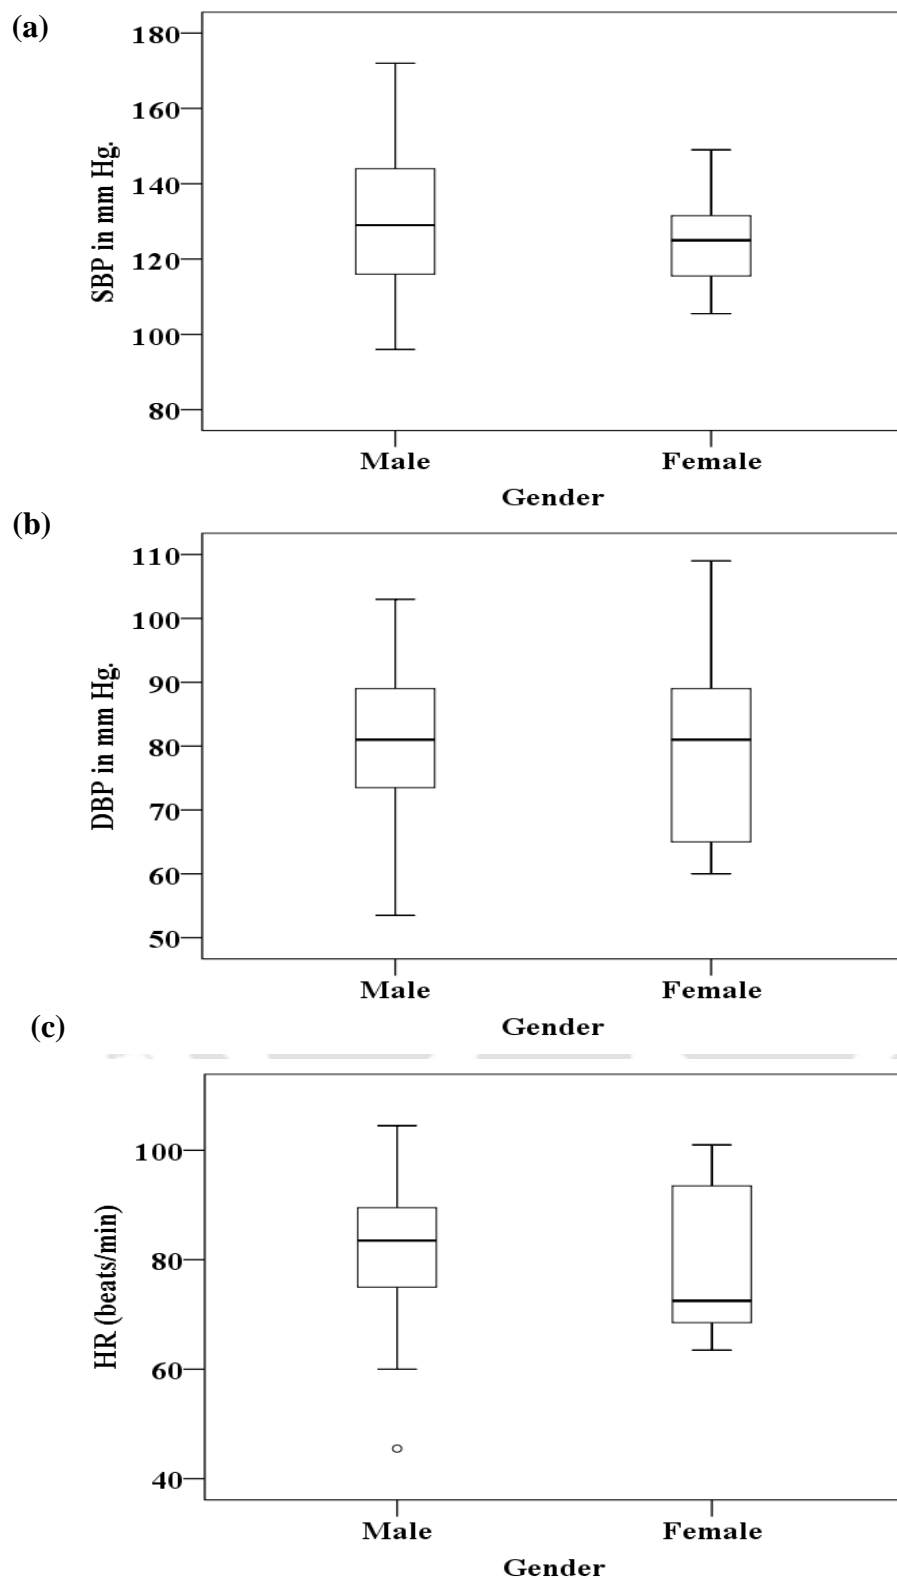 (a)
180
160
140
120
100
80
SBP in mm Hg.
Male Female
Gender
(b)
110
100
90
80
70
60
50
DBP in mm Hg.
Male Female
Gender
(c)
100
80
60
40
HR (beats/min)
Male Female
Gender